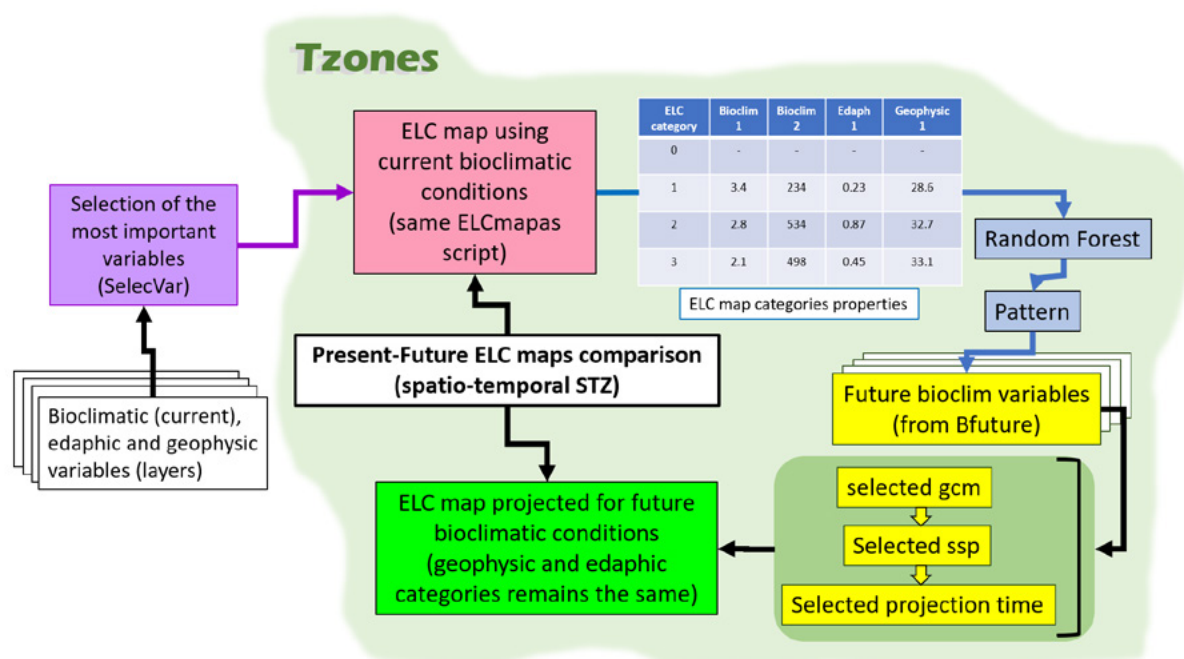 Tzones
ELC map using
current bioclimatic
conditions
(same ELCmapas
script)
ELC category Bioclim 1 Bioclim 2 Edaph 1 Geophysic 1
0 - - - -
1 3.4 234 0.23 28.6
2 2.8 534 0.87 32.7
3 2.1 498 0.45 33.1
ELC map categories properties
Selection of the
most important
variables
(SelecVar)
Random Forest
Pattern
Present-Future ELC maps comparison
(spatio-temporal STZ)
Future bioclim variables
(from Bfuture)
Bioclimatic (current),
edaphic and geophysic
variables (layers)
ELC map projected for future
bioclimatic conditions
(geophysic and edaphic
categories remains the same)
selected gcm
Selected ssp
Selected projection time